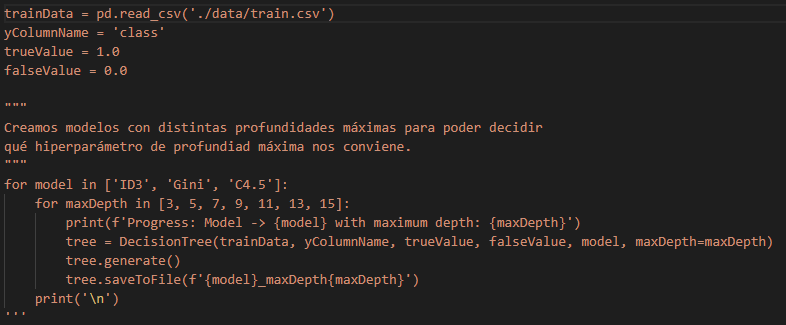 trainData = pd.read_csv('./data/train.csv')
yColumnName = 'class'
trueValue = 1.0
falseValue = 0.0

"""
Creamos modelos con distintas profundidades máximas para poder decidir
qué hiperparámetro de profundiad máxima nos conviene.
"""
for model in ['ID3', 'Gini', 'C4.5']:
    for maxDepth in [3, 5, 7, 9, 11, 13, 15]:
        print(f'Progress: Model -> {model} with maximum depth: {maxDepth}')
        tree = DecisionTree(trainData, yColumnName, trueValue, falseValue, model, maxDepth=maxDepth)
        tree.generate()
        tree.saveToFile(f'{model}_maxDepth{maxDepth}')
    print('\n')
'''